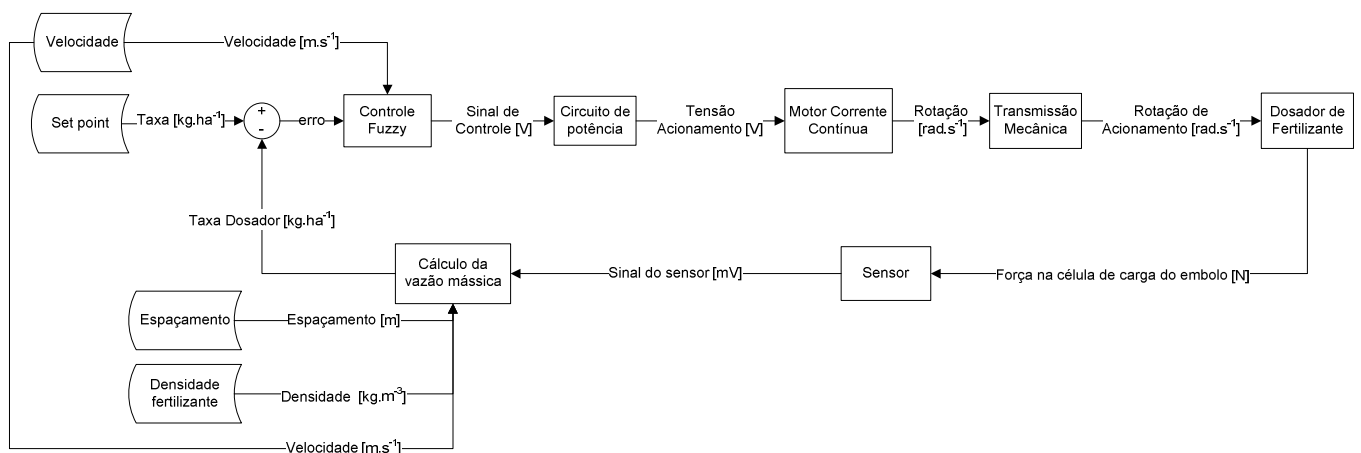 Velocidade
Velocidade [m.s⁻¹]
Set point
Taxa [kg.ha⁻¹]
+
-
erro
Controle
Fuzzy
Sinal de
Controle [V]
Circuito de
potência
Tensão
Acionamento [V]
Motor Corrente
Contínua
Rotação
[rad.s⁻¹]
Transmissão
Mecânica
Rotação de
Acionamento [rad.s⁻¹]
Dosador de
Fertilizante
Taxa Dosador [kg.ha⁻¹]
Cálculo da
vazão mássica
Sinal do sensor [mV]
Sensor
Força na célula de carga do embolo [N]
Espaçamento
Espaçamento [m]
Densidade
fertilizante
Densidade [kg.m⁻³]
Velocidade [m.s⁻¹]